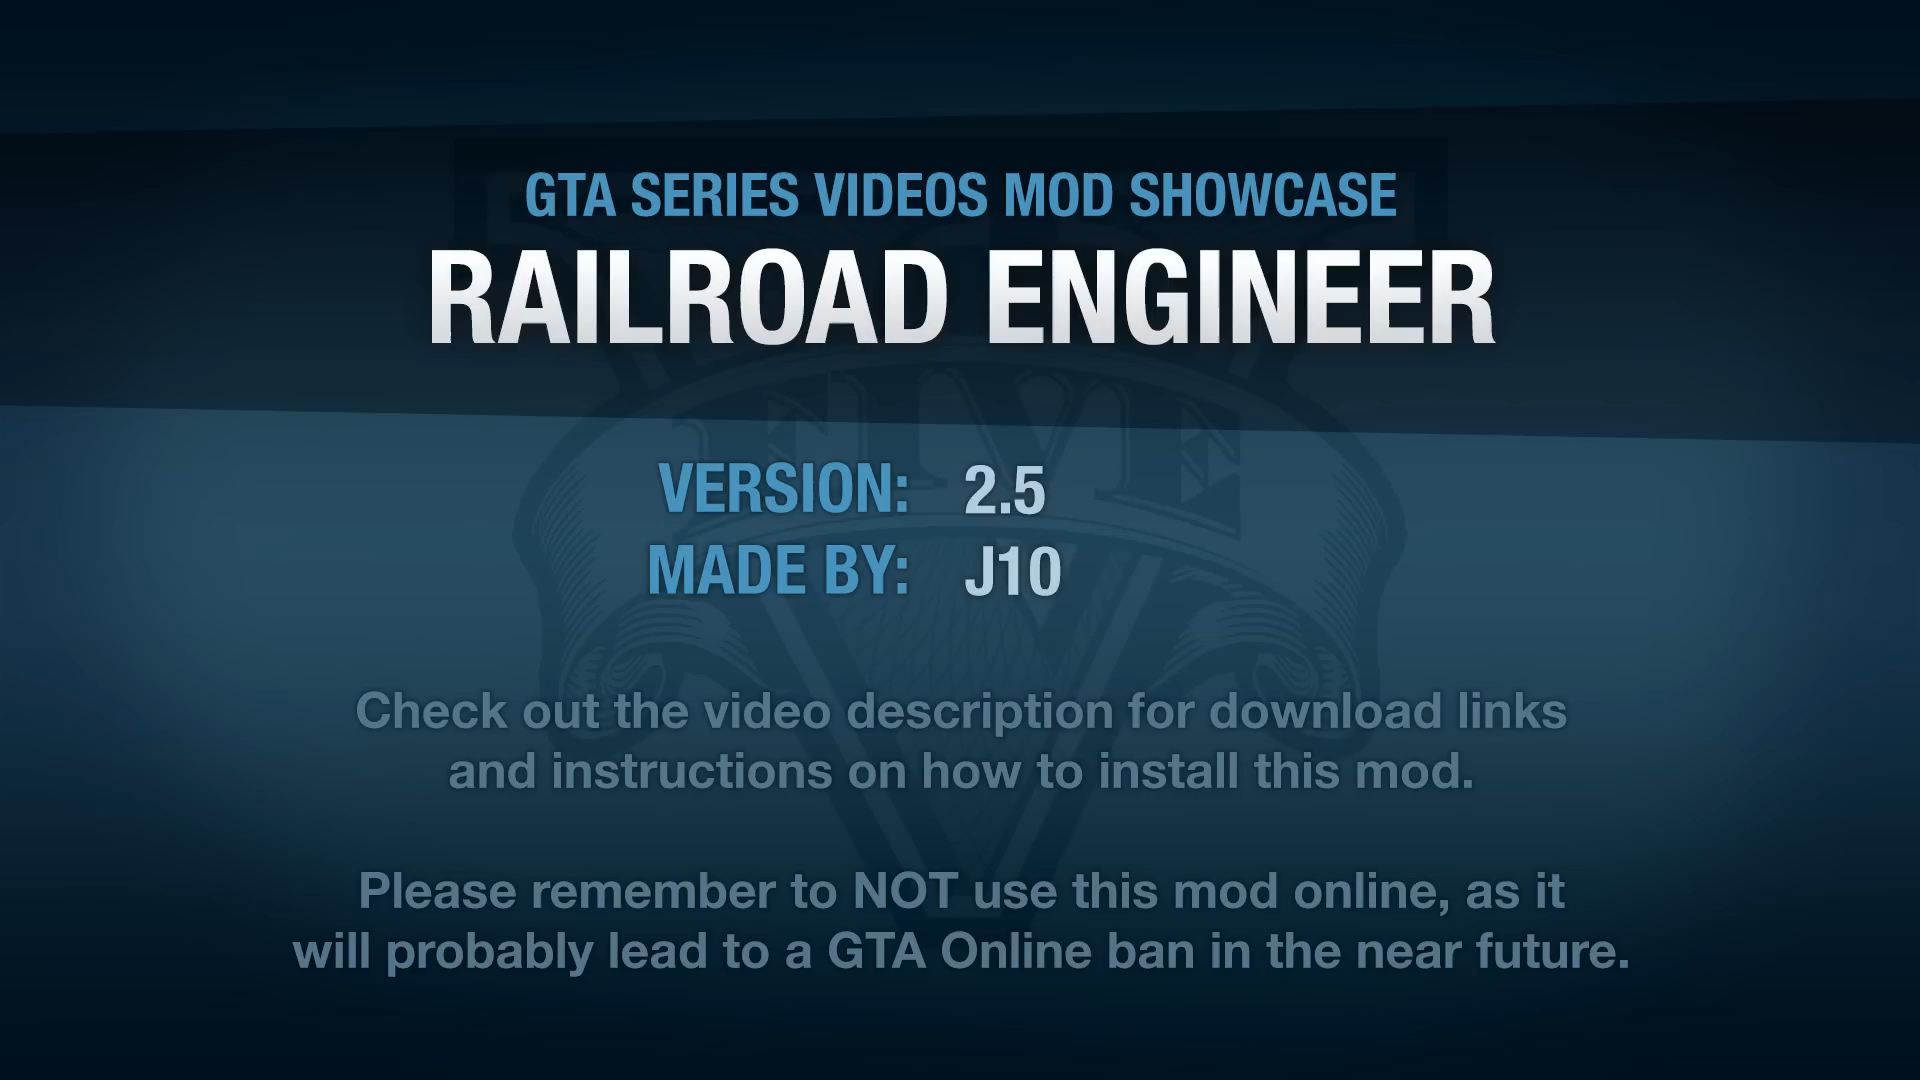 GTA SERIES VIDEOS MOD SHOWCASE
RAILROAD ENGINEER
FIVE
VERSION: 2.5
MADE BY: J10
Check out the video description for download links
and instructions on how to install this mod.
Please remember to NOT use this mod online, as it
will probably lead to a GTA Online ban in the near future.